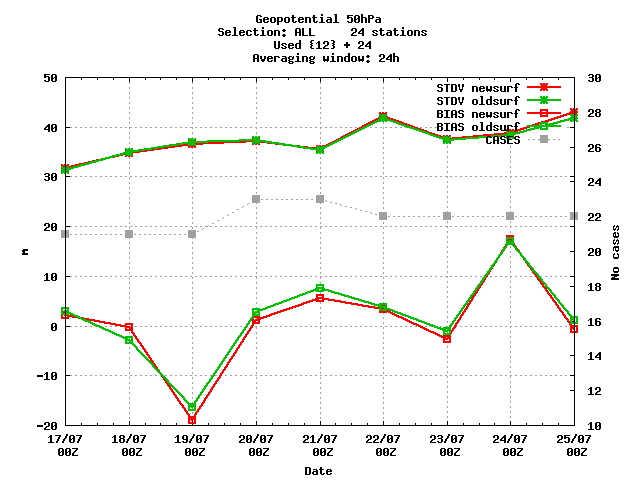 Geopotential 50hPa
Selection: ALL     24 stations
Used {12} + 24
Averaging window: 24h
50
40
30
20
10
0
-10
-20
m
30
28
26
24
22
20
18
16
14
12
10
No cases
STDV newsurf
STDV oldsurf
BIAS newsurf
BIAS oldsurf
CASES
17/07 18/07 19/07 20/07 21/07 22/07 23/07 24/07 25/07
00Z 00Z 00Z 00Z 00Z 00Z 00Z 00Z 00Z
Date